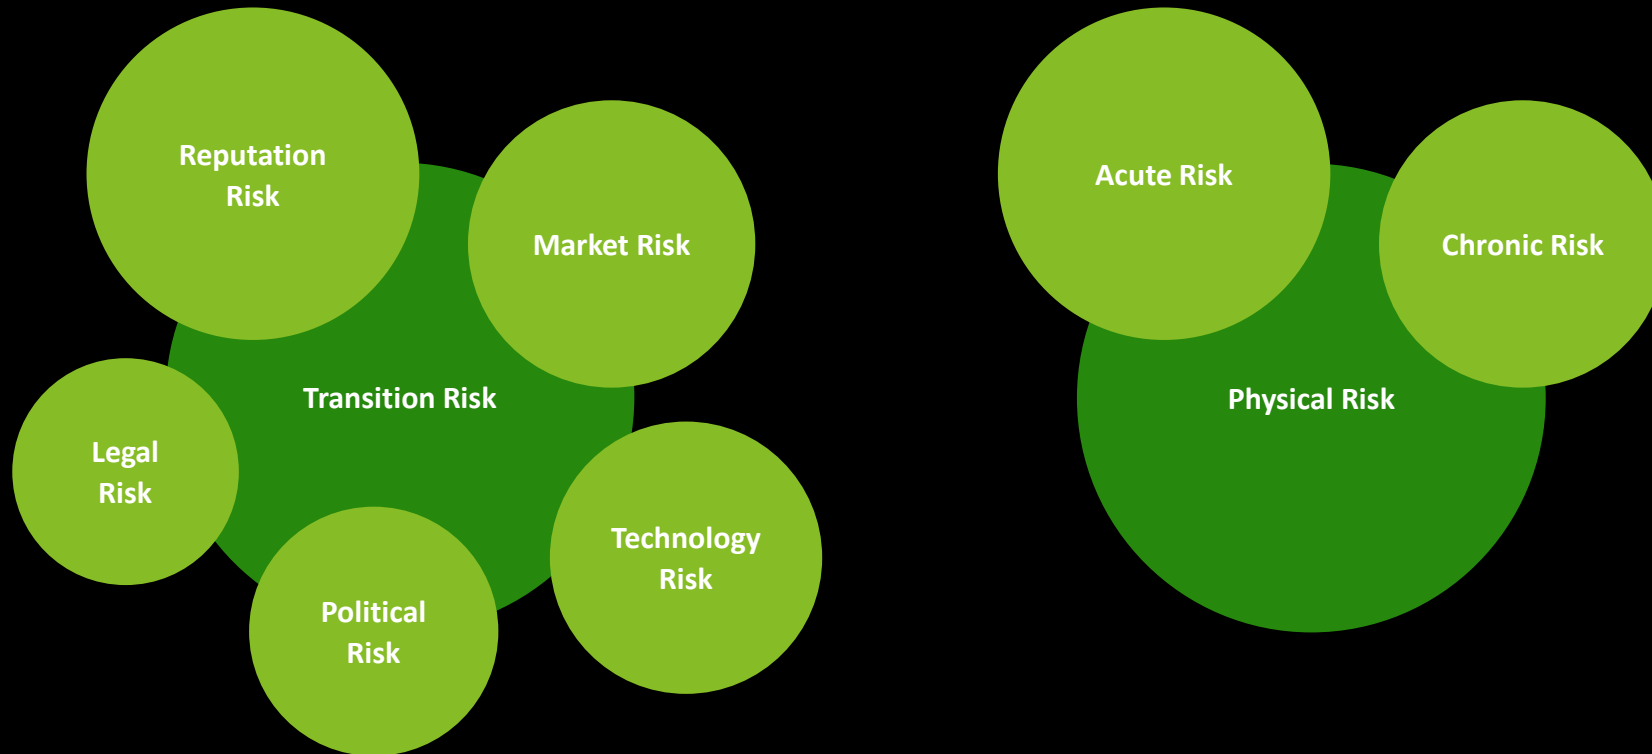 Reputation
Risk
Market Risk
Transition Risk
Legal
Risk
Technology
Risk
Political
Risk
Acute Risk
Chronic Risk
Physical Risk